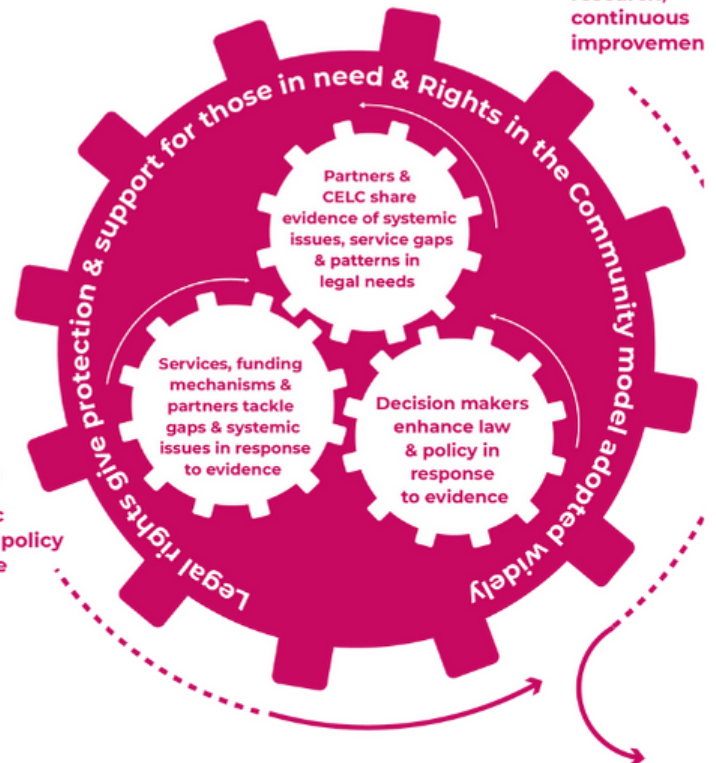 continuous
improvemen
Legal rights give protection & support for those in need & Rights in the Community model adopted widely
Partners &
CELC share
evidence of systemic
issues, service gaps
& patterns in
legal needs
Services, funding
mechanisms &
partners tackle
gaps & systemic
issues in response
to evidence
Decision makers
enhance law
& policy in
response
to evidence
policy